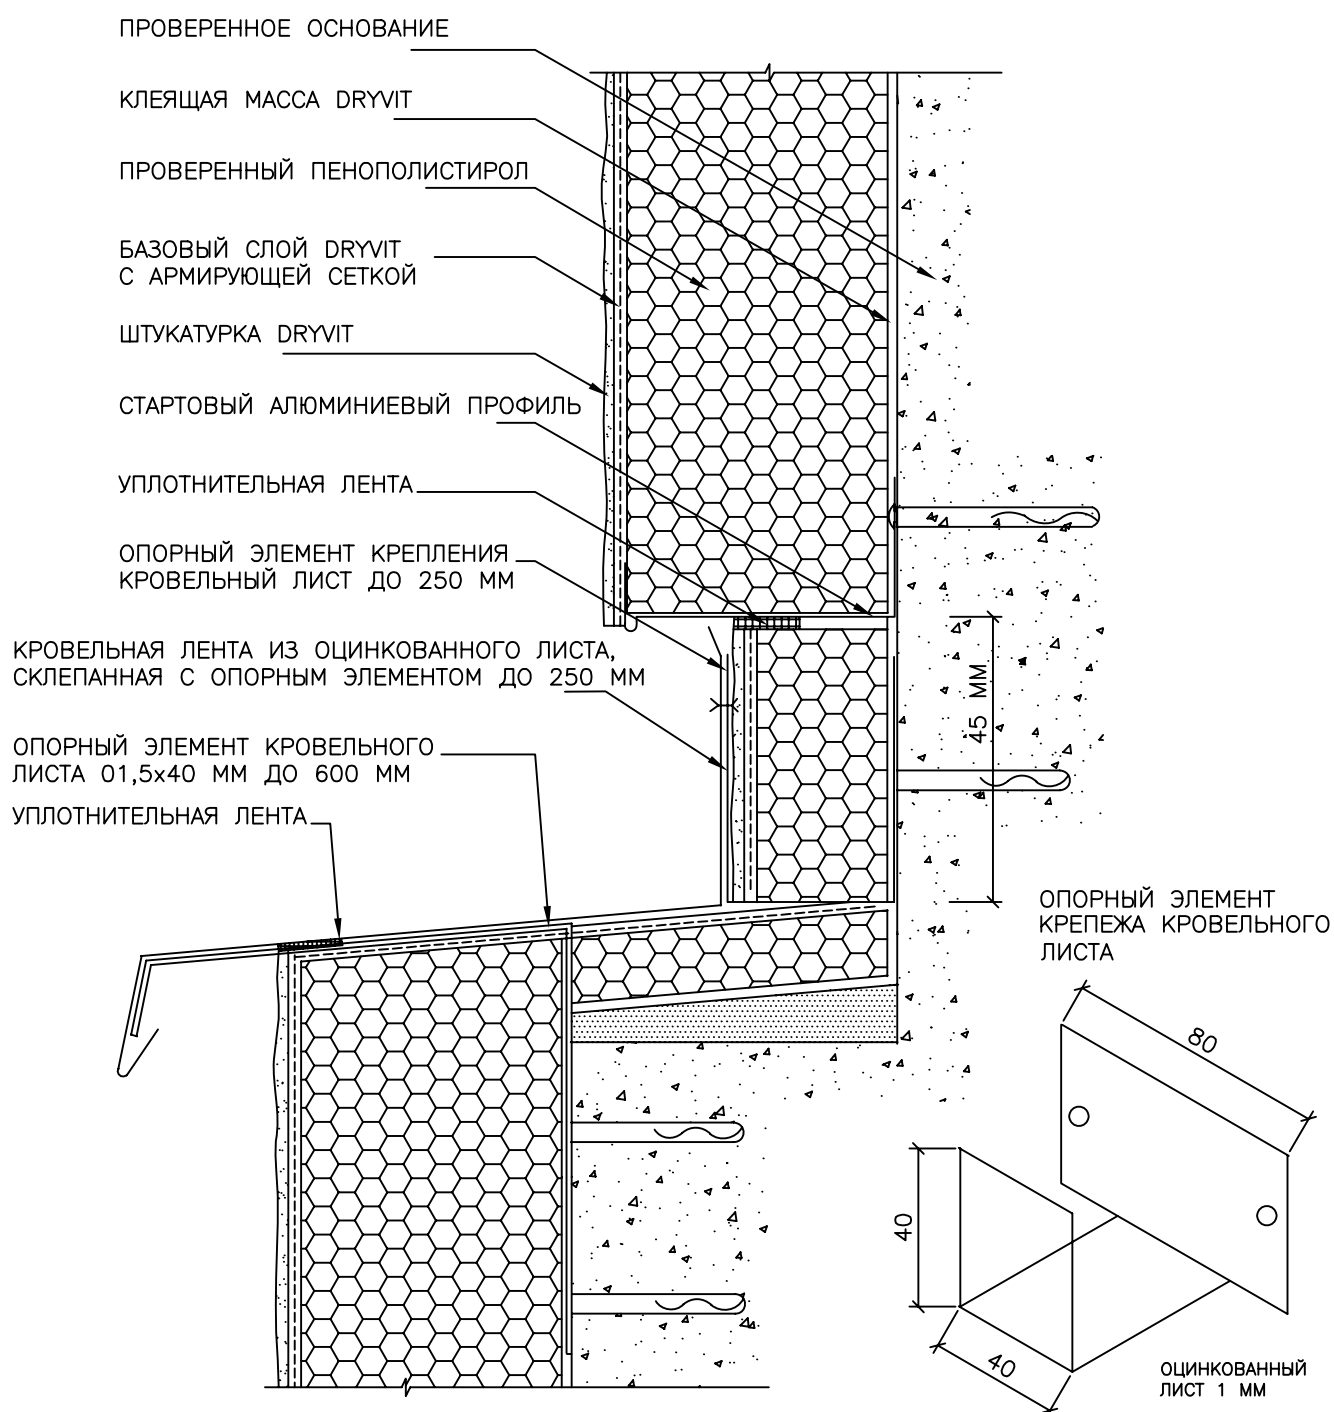 ПРОВЕРЕННОЕ ОСНОВАНИЕ
КЛЕЯЩАЯ МАССА DRYVIT
ПРОВЕРЕННЫЙ ПЕНОПОЛИСТИРОЛ
БАЗОВЫЙ СЛОЙ DRYVIT
С АРМИРУЮЩЕЙ СЕТКОЙ
ШТУКАТУРКА DRYVIT
СТАРТОВЫЙ АЛЮМИНИЕВЫЙ ПРОФИЛЬ
УПЛОТНИТЕЛЬНАЯ ЛЕНТА
ОПОРНЫЙ ЭЛЕМЕНТ КРЕПЛЕНИЯ
КРОВЕЛЬНЫЙ ЛИСТ ДО 250 ММ
КРОВЕЛЬНАЯ ЛЕНТА ИЗ ОЦИНКОВАННОГО ЛИСТА,
СКЛЕПАННАЯ С ОПОРНЫМ ЭЛЕМЕНТОМ ДО 250 ММ
ОПОРНЫЙ ЭЛЕМЕНТ КРОВЕЛЬНОГО
ЛИСТА 01,5х40 ММ ДО 600 ММ
УПЛОТНИТЕЛЬНАЯ ЛЕНТА
45 ММ
ОПОРНЫЙ ЭЛЕМЕНТ
КРЕПЕЖА КРОВЕЛЬНОГО
ЛИСТА
80
40
40
ОЦИНКОВАННЫЙ
ЛИСТ 1 ММ